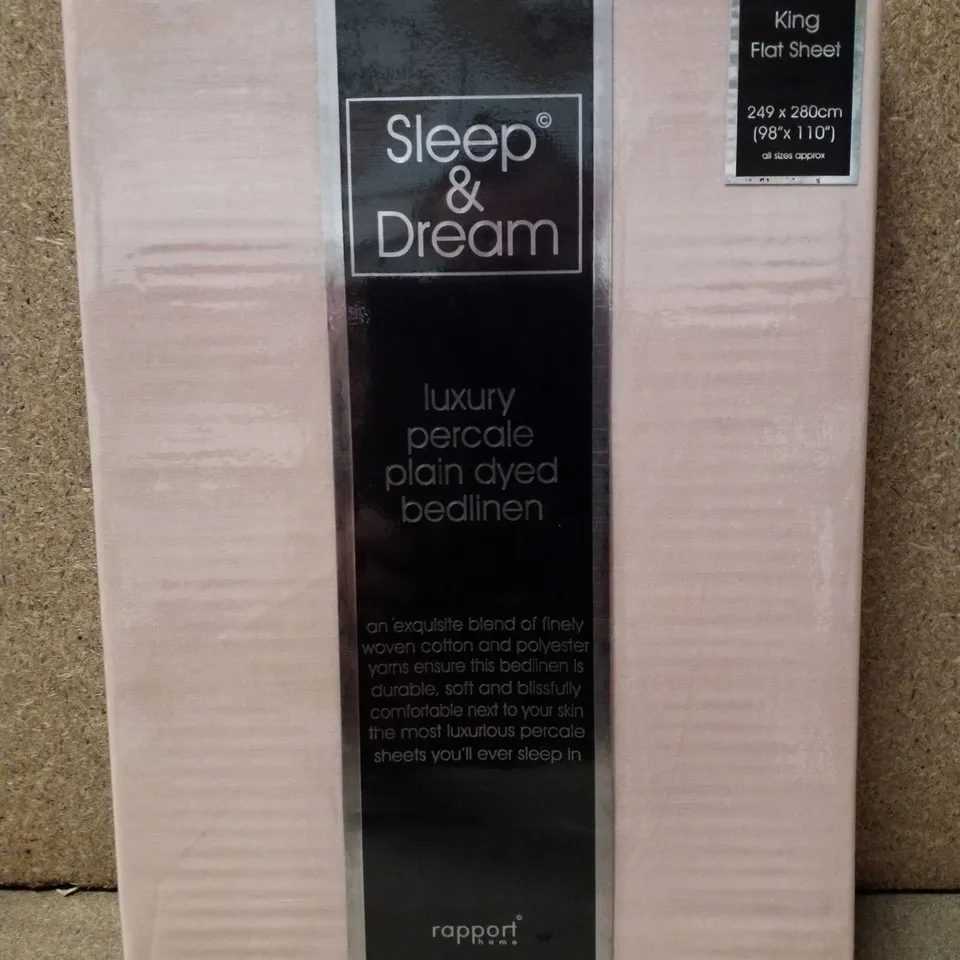 King
Flat Sheet
249 x 280cm
(98"x 110")
all sizes approx
Sleep©
&
Dream
luxury
percale
plain dyed
bedlinen
an exquisite blend of finely
woven cotton and polyester
yarns ensure this bedlinen is
durable, soft and blissfully
comfortable next to your skin
the most luxurious percale
sheets you'll ever sleep in
rapport©
home